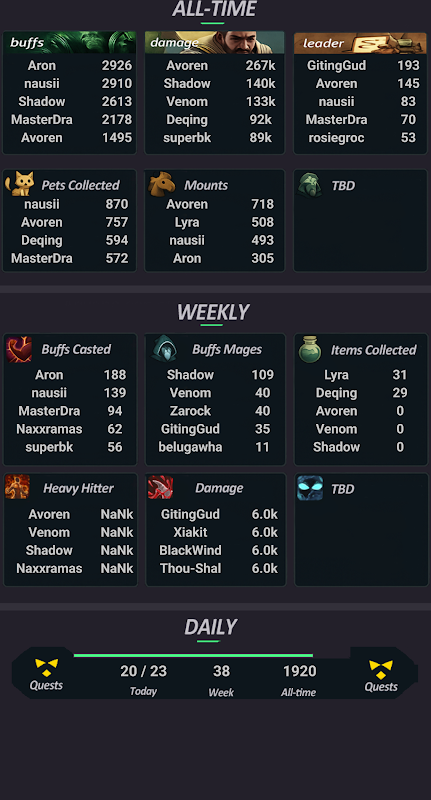 ALL-TIME
buffs damage leader
Aron 2926 Avoren 267k GitingGud 193
nausii 2910 Shadow 140k Avoren 145
Shadow 2613 Venom 133k nausii 83
MasterDra 2178 Deqing 92k MasterDra 70
Avoren 1495 superbk 89k rosiegroc 53
Pets Collected Mounts TBD
nausii 870 Avoren 718
Avoren 757 Lyra 508
Deqing 594 nausii 493
MasterDra 572 Aron 305
WEEKLY
Buffs Casted Buffs Mages Items Collected
Aron 188 Shadow 109 Lyra 31
nausii 139 Venom 40 Deqing 29
MasterDra 94 Zarock 40 Avoren 0
Naxxramas 62 GitingGud 35 Venom 0
superbk 56 belugawha 11 Shadow 0
Heavy Hitter Damage TBD
Avoren NaNk GitingGud 6.0k
Venom NaNk Xiakit 6.0k
Shadow NaNk BlackWind 6.0k
Naxxramas NaNk Thou-Shal 6.0k
DAILY
20 / 23 38 1920
Quests Today Week All-time Quests